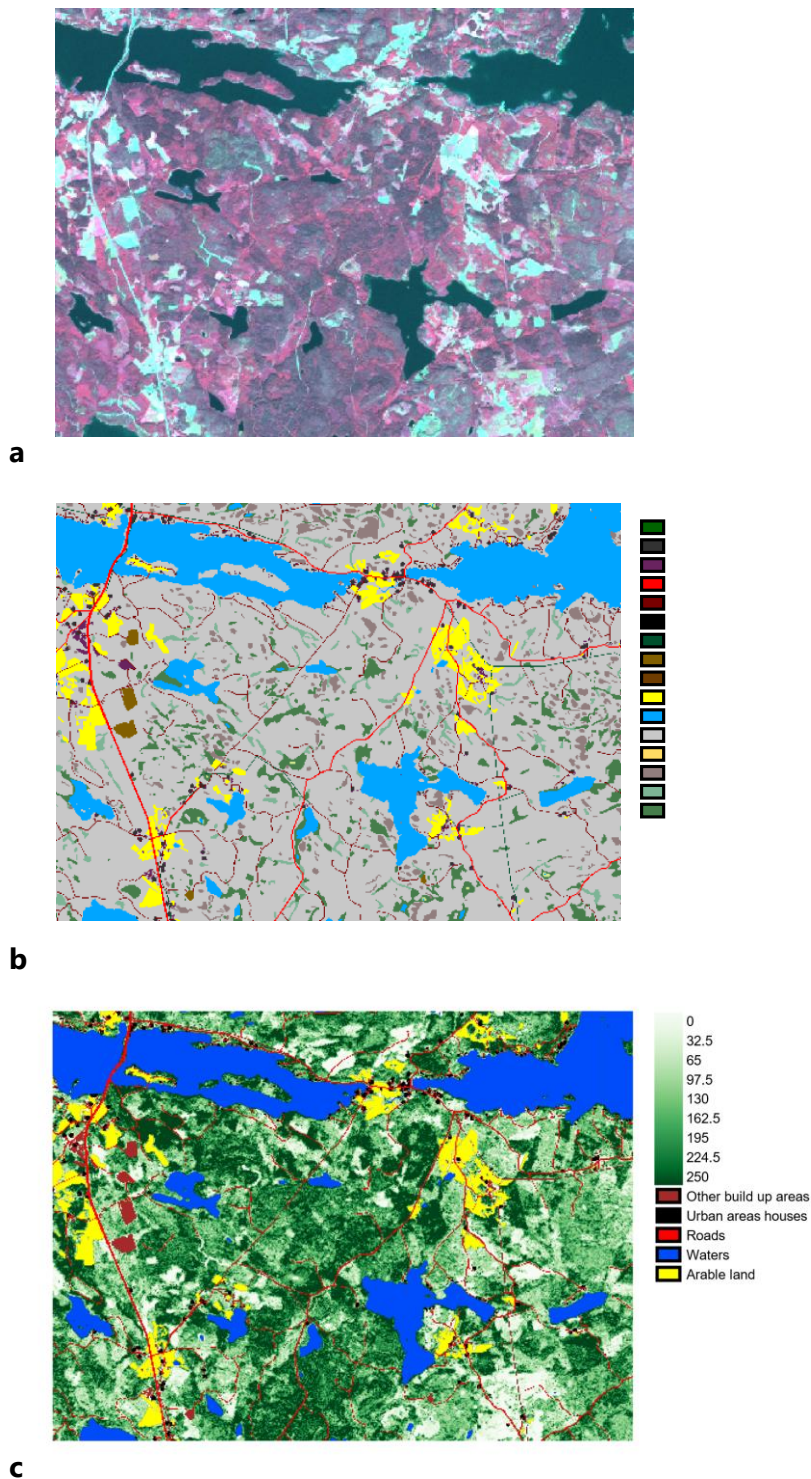 a
b
0
32.5
65
97.5
130
162.5
195
224.5
250
Other build up areas
Urban areas houses
Roads
Waters
Arable land
c